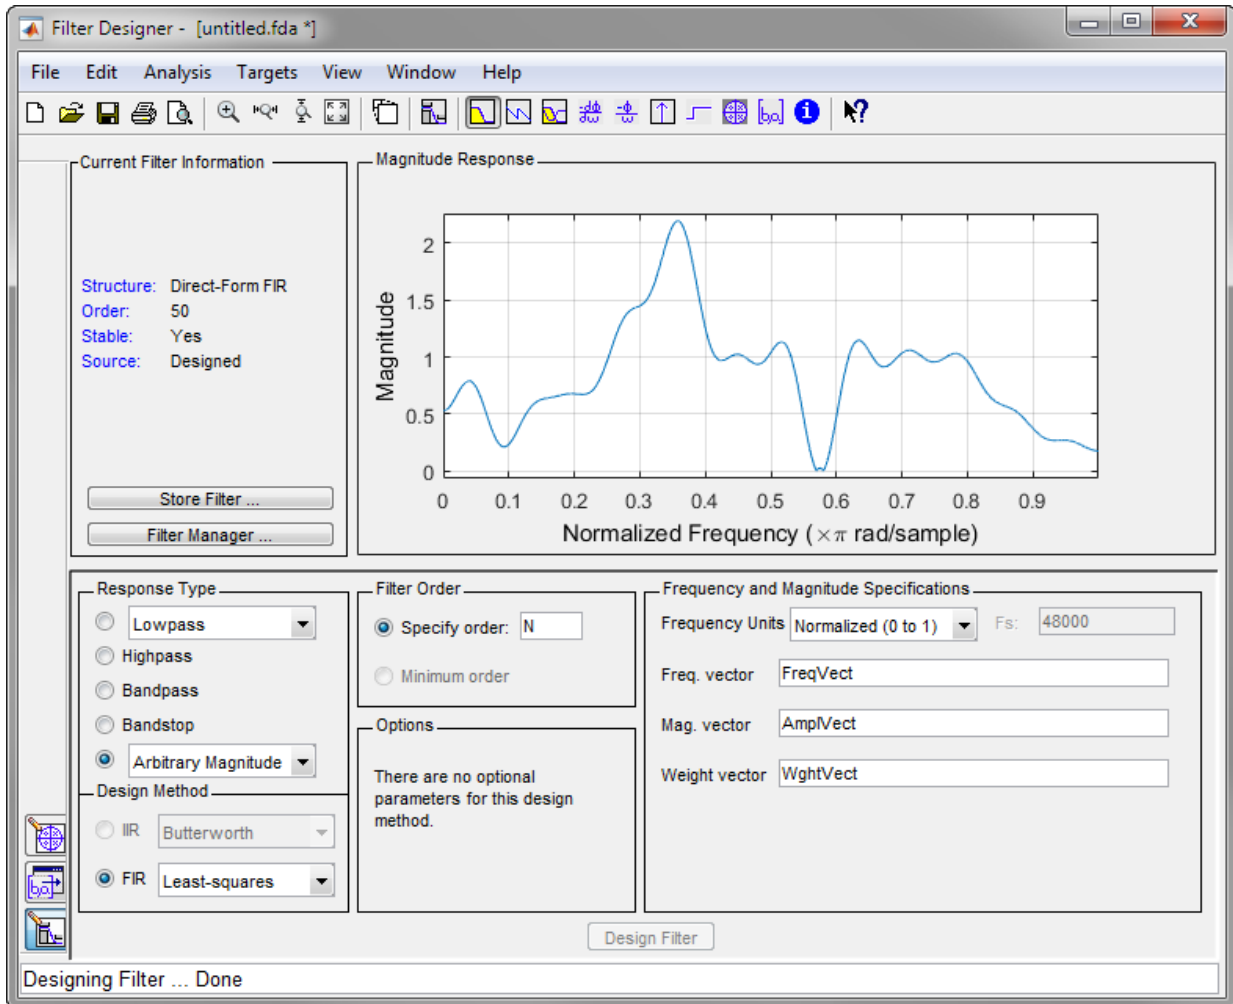 Filter Designer - [untitled.fda *]
File Edit Analysis Targets View Window Help
Current Filter Information
Structure: Direct-Form FIR
Order: 50
Stable: Yes
Source: Designed
Store Filter ...
Filter Manager ...
Magnitude Response
Magnitude
2
1.5
1
0.5
0
0 0.1 0.2 0.3 0.4 0.5 0.6 0.7 0.8 0.9
Normalized Frequency (×π rad/sample)
Response Type
Lowpass
Highpass
Bandpass
Bandstop
Arbitrary Magnitude
Design Method
IIR Butterworth
FIR Least-squares
Filter Order
Specify order: N
Minimum order
Options
There are no optional
parameters for this design
method.
Frequency and Magnitude Specifications
Frequency Units Normalized (0 to 1) Fs: 48000
Freq. vector FreqVect
Mag. vector AmplVect
Weight vector WghtVect
Design Filter
Designing Filter ... Done